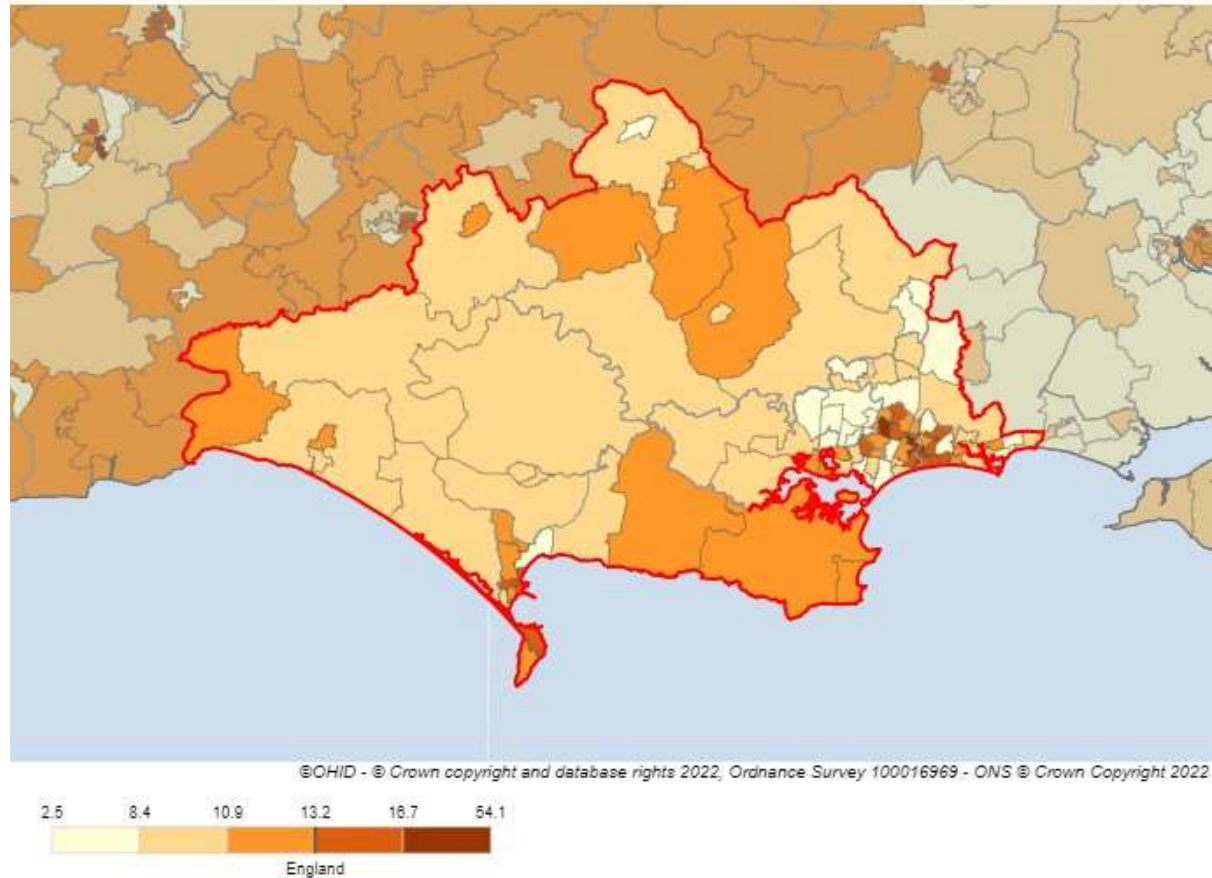 ©OHID - © Crown copyright and database rights 2022, Ordnance Survey 100016969 - ONS © Crown Copyright 2022
2.5 8.4 10.9 13.2 16.7 54.1
England